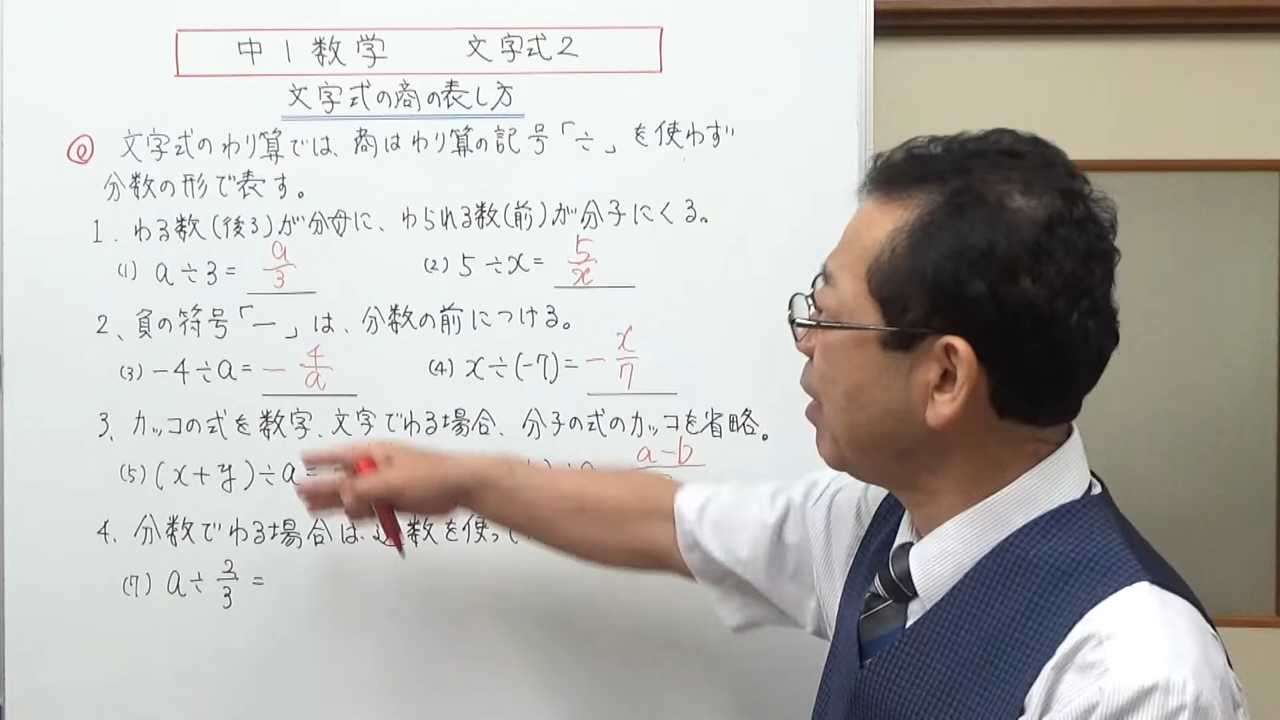 中1数学 文字式2
文字式の商の表し方
◎ 文字式のわり算では、商はわり算の記号「÷」を使わず
分数の形で表す。
1. わる数(後ろ)が分母に、わられる数(前)が分子にくる。
(1) a÷3= a/3 (2) 5÷x= 5/x
2、負の符号「−」は、分数の前につける。
(3) −4÷a= −4/a (4) x÷(−7)= −x/7
3、カッコの式を数字、文字でわる場合、分子の式のカッコを省略。
(5) (x+y)÷a= a−b
4、分数でわる場合は、逆数を使っ
(7) a÷2/3=